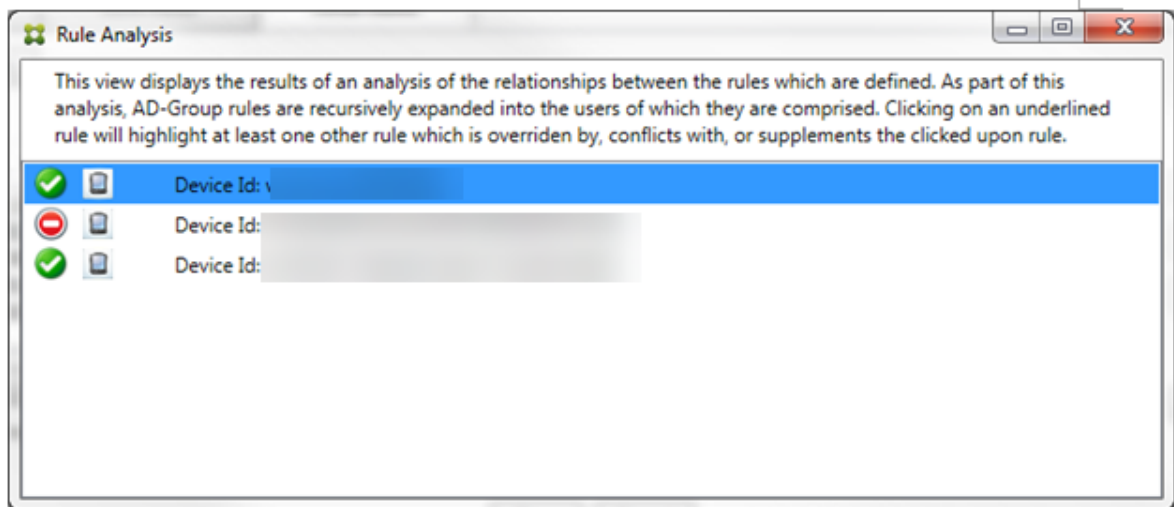 Rule Analysis
This view displays the results of an analysis of the relationships between the rules which are defined. As part of this
analysis, AD-Group rules are recursively expanded into the users of which they are comprised. Clicking on an underlined
rule will highlight at least one other rule which is overriden by, conflicts with, or supplements the clicked upon rule.
Device Id:
Device Id:
Device Id: